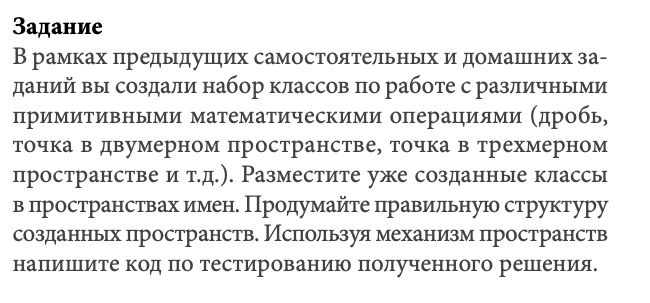 Задание
В рамках предыдущих самостоятельных и домашних за-
даний вы создали набор классов по работе с различными
примитивными математическими операциями (дробь,
точка в двумерном пространстве, точка в трехмерном
пространстве и т.д.). Разместите уже созданные классы
в пространствах имен. Продумайте правильную структуру
созданных пространств. Используя механизм пространств
напишите код по тестированию полученного решения.